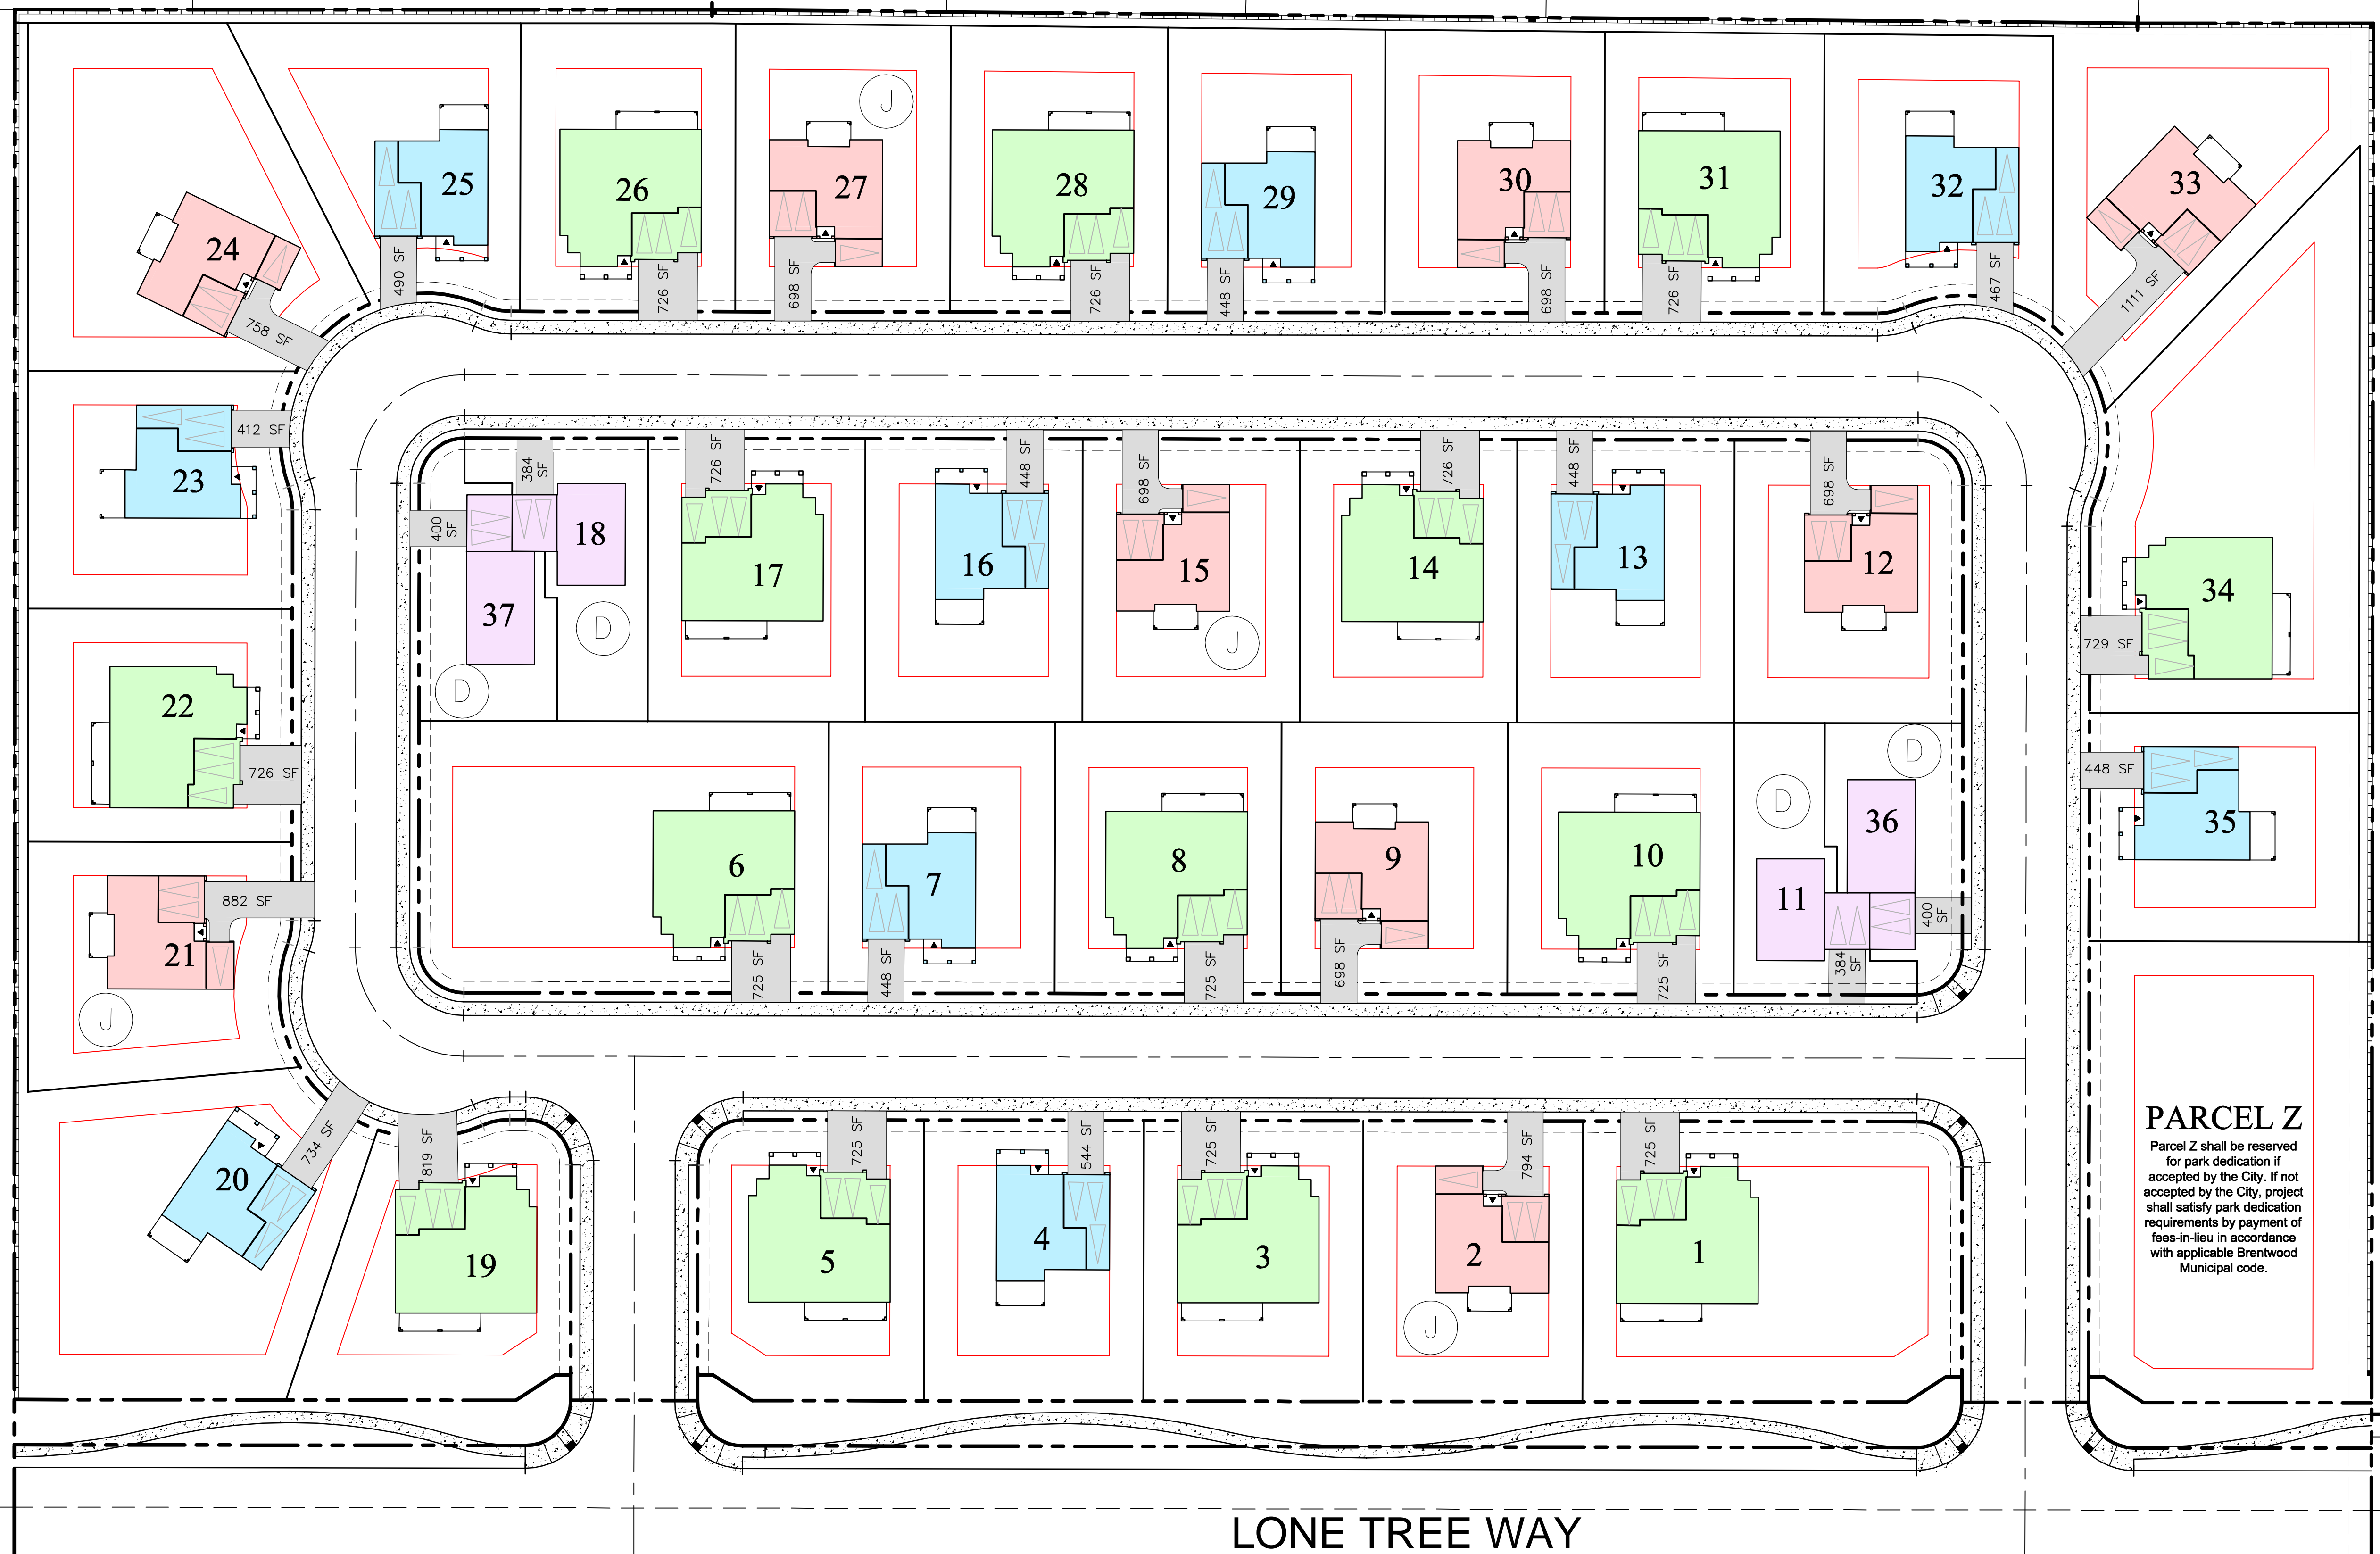 J
25
26
27
28
29
30
31
32
33
24
490 SF
726 SF
698 SF
726 SF
448 SF
698 SF
726 SF
467 SF
1111 SF
758 SF
412 SF
23
384
SF
726 SF
448 SF
698 SF
726 SF
448 SF
698 SF
400
SF
18
17
16
15
14
13
12
34
37
D
J
729 SF
D
22
726 SF
D
D
448 SF
35
6
7
8
9
10
11
36
882 SF
21
400
SF
725 SF
448 SF
725 SF
698 SF
725 SF
384
SF
J
734 SF
819 SF
725 SF
544 SF
725 SF
794 SF
725 SF
20
19
5
4
3
2
1
J
PARCEL Z
Parcel Z shall be reserved
for park dedication if
accepted by the City. If not
accepted by the City, project
shall satisfy park dedication
requirements by payment of
fees-in-lieu in accordance
with applicable Brentwood
Municipal code.
LONE TREE WAY